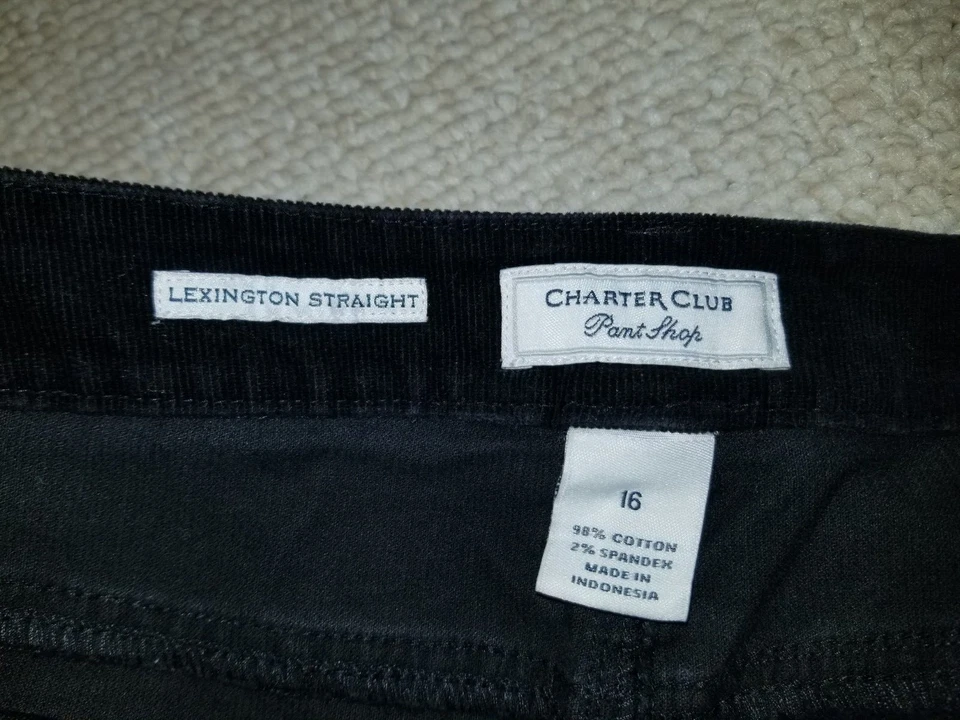 LEXINGTON STRAIGHT
CHARTER CLUB
Pant Shop
16
98% COTTON
2% SPANDEX
MADE IN
INDONESIA